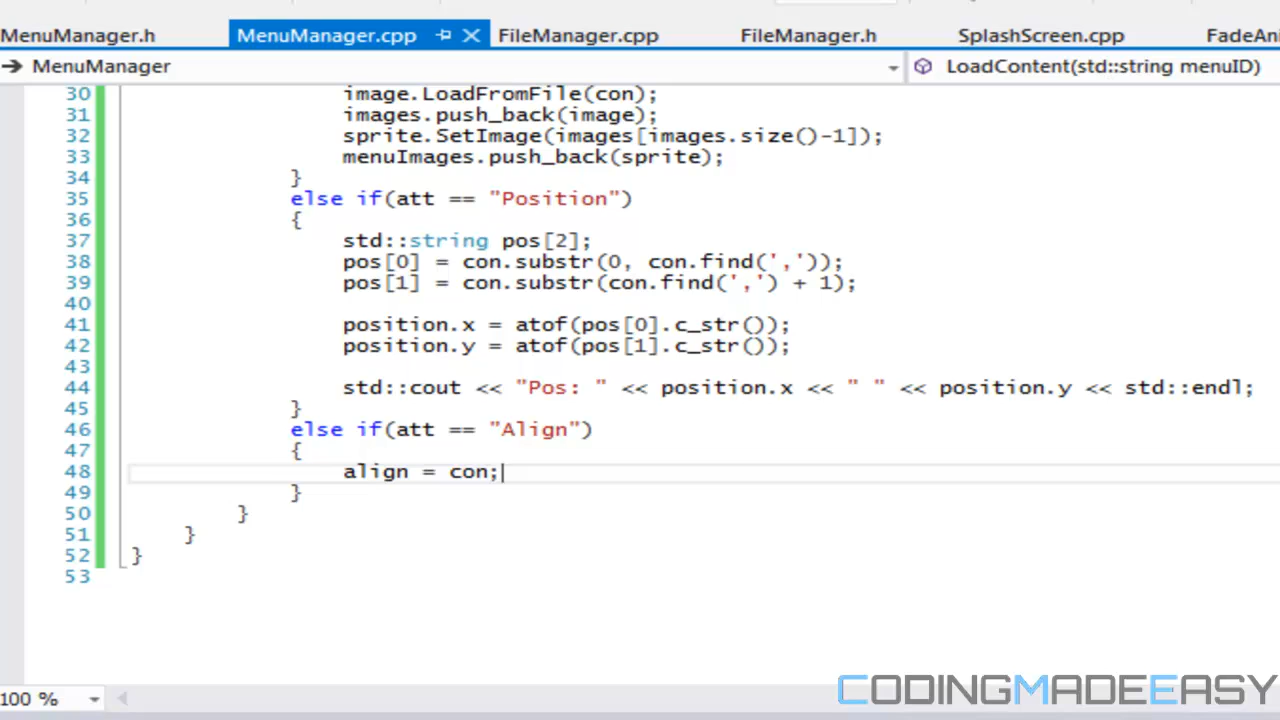 MenuManager.h MenuManager.cpp FileManager.cpp FileManager.h SplashScreen.cpp FadeAni
MenuManager LoadContent(std::string menuID)
30 image.LoadFromFile(con);
31 images.push_back(image);
32 sprite.SetImage(images[images.size()-1]);
33 menuImages.push_back(sprite);
34 }
35 else if(att == "Position")
36 {
37 std::string pos[2];
38 pos[0] = con.substr(0, con.find(','));
39 pos[1] = con.substr(con.find(',') + 1);
40
41 position.x = atof(pos[0].c_str());
42 position.y = atof(pos[1].c_str());
43
44 std::cout << "Pos: " << position.x << " " << position.y << std::endl;
45 }
46 else if(att == "Align")
47 {
48 align = con;
49 }
50 }
51 }
52 }
53
100 %
CODINGMADEEASY